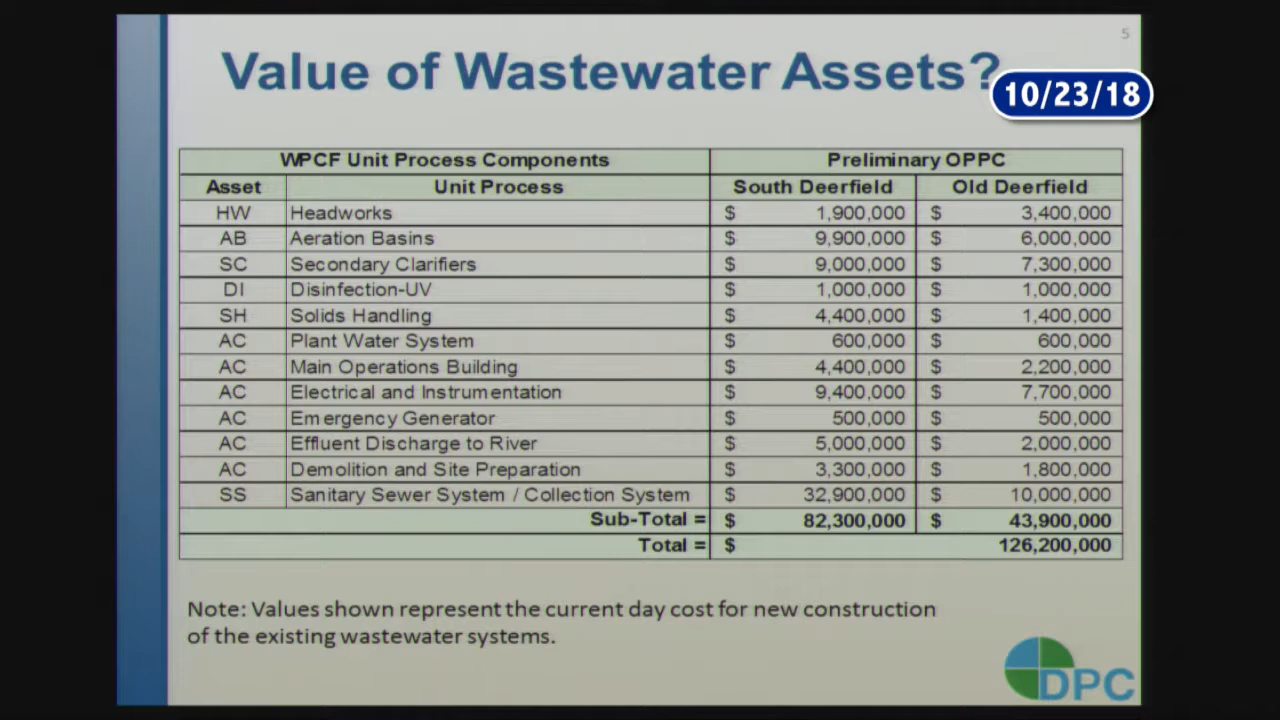 5
Value of Wastewater Assets?
10/23/18
WPCF Unit Process Components Preliminary OPPC
Asset Unit Process South Deerfield Old Deerfield
HW Headworks $ 1,900,000 $ 3,400,000
AB Aeration Basins $ 9,900,000 $ 6,000,000
SC Secondary Clarifiers $ 9,000,000 $ 7,300,000
DI Disinfection-UV $ 1,000,000 $ 1,000,000
SH Solids Handling $ 4,400,000 $ 1,400,000
AC Plant Water System $ 600,000 $ 600,000
AC Main Operations Building $ 4,400,000 $ 2,200,000
AC Electrical and Instrumentation $ 9,400,000 $ 7,700,000
AC Emergency Generator $ 500,000 $ 500,000
AC Effluent Discharge to River $ 5,000,000 $ 2,000,000
AC Demolition and Site Preparation $ 3,300,000 $ 1,800,000
SS Sanitary Sewer System / Collection System $ 32,900,000 $ 10,000,000
Sub-Total = $ 82,300,000 $ 43,900,000
Total = $ 126,200,000
Note: Values shown represent the current day cost for new construction
of the existing wastewater systems.
DPC